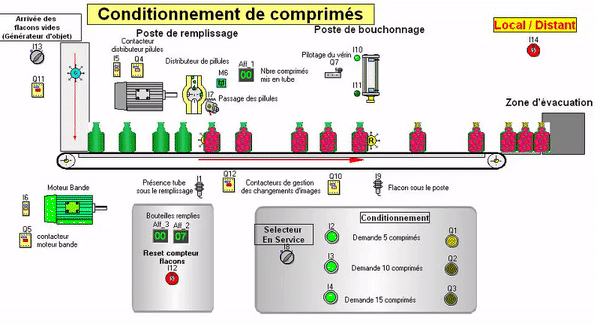 Conditionnement de comprimés
Arrivée des
flacons vides
(Générateur d'objet)
I13
Q11
Poste de remplissage
Contacteur
distributeur pilules
I5
Q4
Distributeur de pillules
M6
Aff_1
00
Nbre comprimés
mis en tube
I7
Passage des pillules
Poste de bouchonnage
Pilotage du vérin
Q7
I10
I11
Local / Distant
I14
Zone d'évacuation
R
Moteur Bande
I6
Q5
contacteur
moteur bande
Présence tube
sous le remplissage
I1
Q12
Contacteurs de gestion
des changements d'images
Q10
I9
Flacon sous le poste
Bouteilles remplies
Aff_3
Aff_2
00
07
Reset compteur
flacons
I12
Selecteur
En Service
I8
Conditionnement
I2
Demande 5 comprimés
Q1
I3
Demande 10 comprimés
Q2
I4
Demande 15 comprimés
Q3